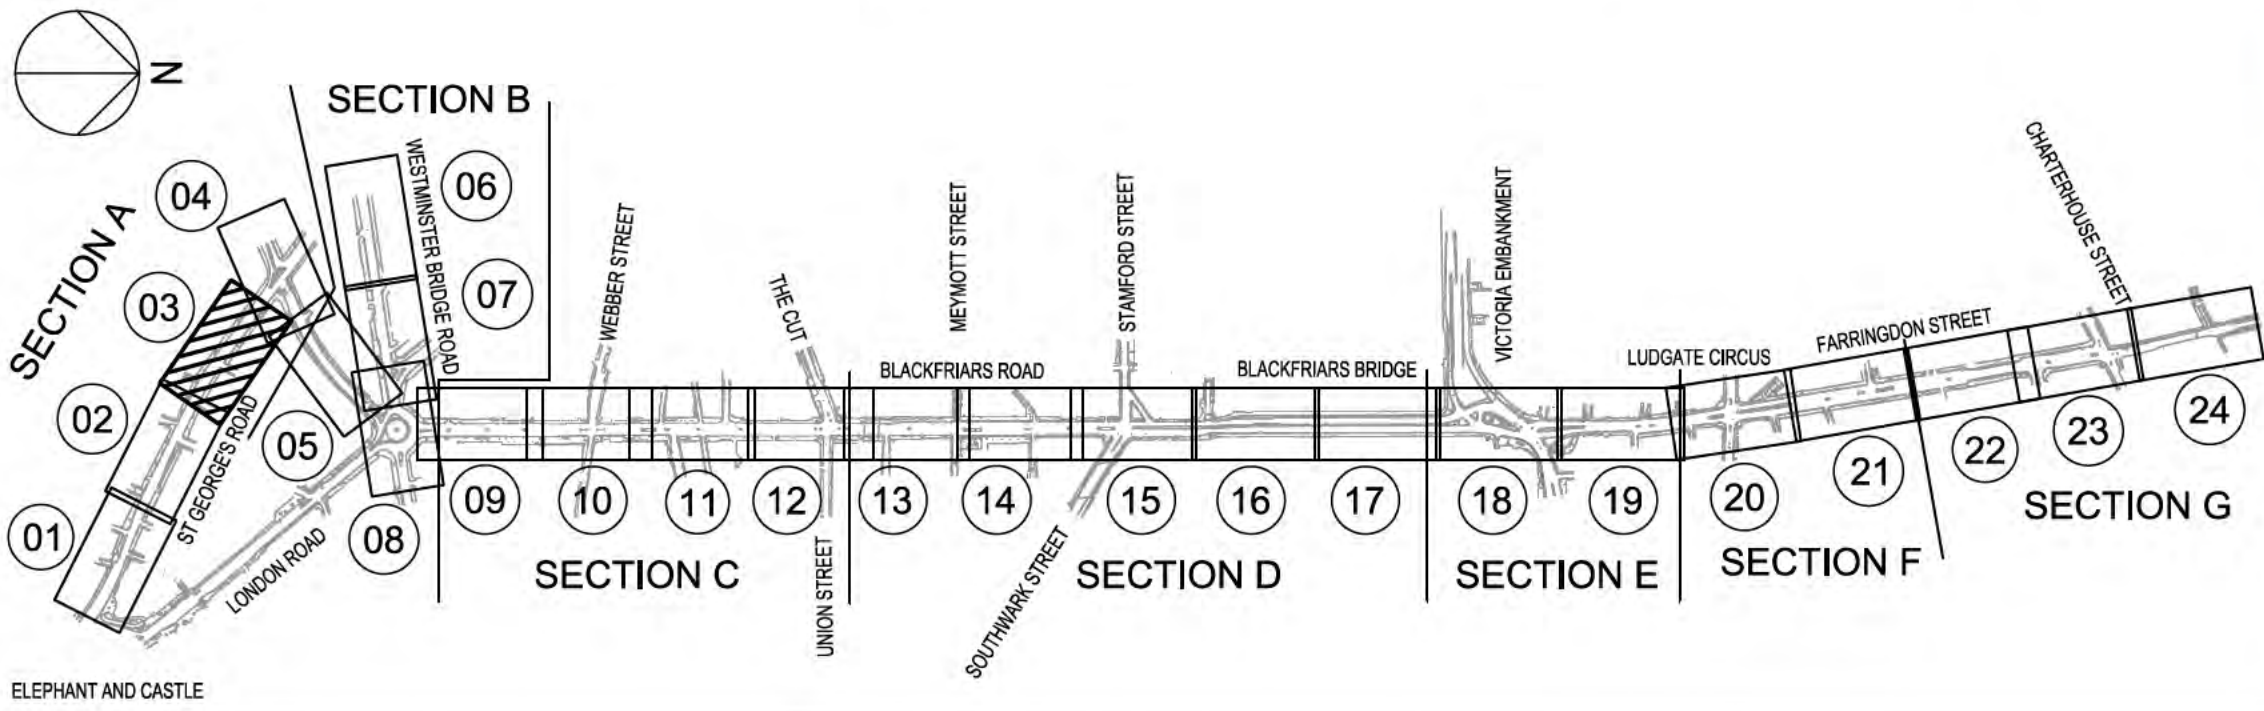 N
SECTION A
SECTION B
01
02
03
04
05
06
07
08
ST GEORGE'S ROAD
LONDON ROAD
WESTMINSTER BRIDGE ROAD
ELEPHANT AND CASTLE
WEBBER STREET
THE CUT
UNION STREET
09
10
11
12
SECTION C
MEYMOTT STREET
STAMFORD STREET
BLACKFRIARS ROAD
BLACKFRIARS BRIDGE
SOUTHWARK STREET
13
14
15
16
17
SECTION D
VICTORIA EMBANKMENT
18
19
SECTION E
LUDGATE CIRCUS
FARRINGDON STREET
20
21
SECTION F
CHARTERHOUSE STREET
22
23
24
SECTION G